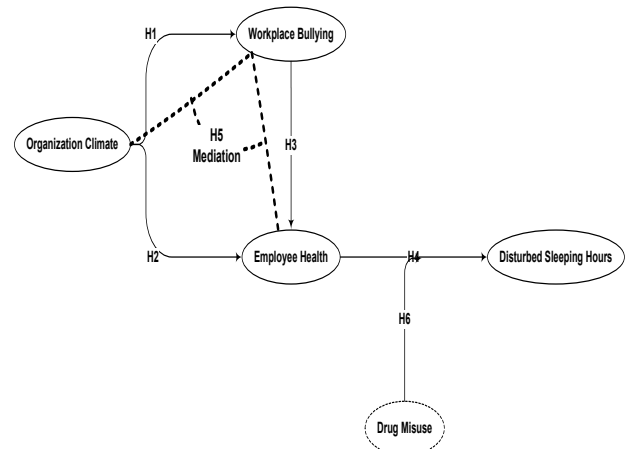 H1
Workplace Bullying
Organization Climate
H5
Mediation
H3
H2
Employee Health
H4
Disturbed Sleeping Hours
H6
Drug Misuse